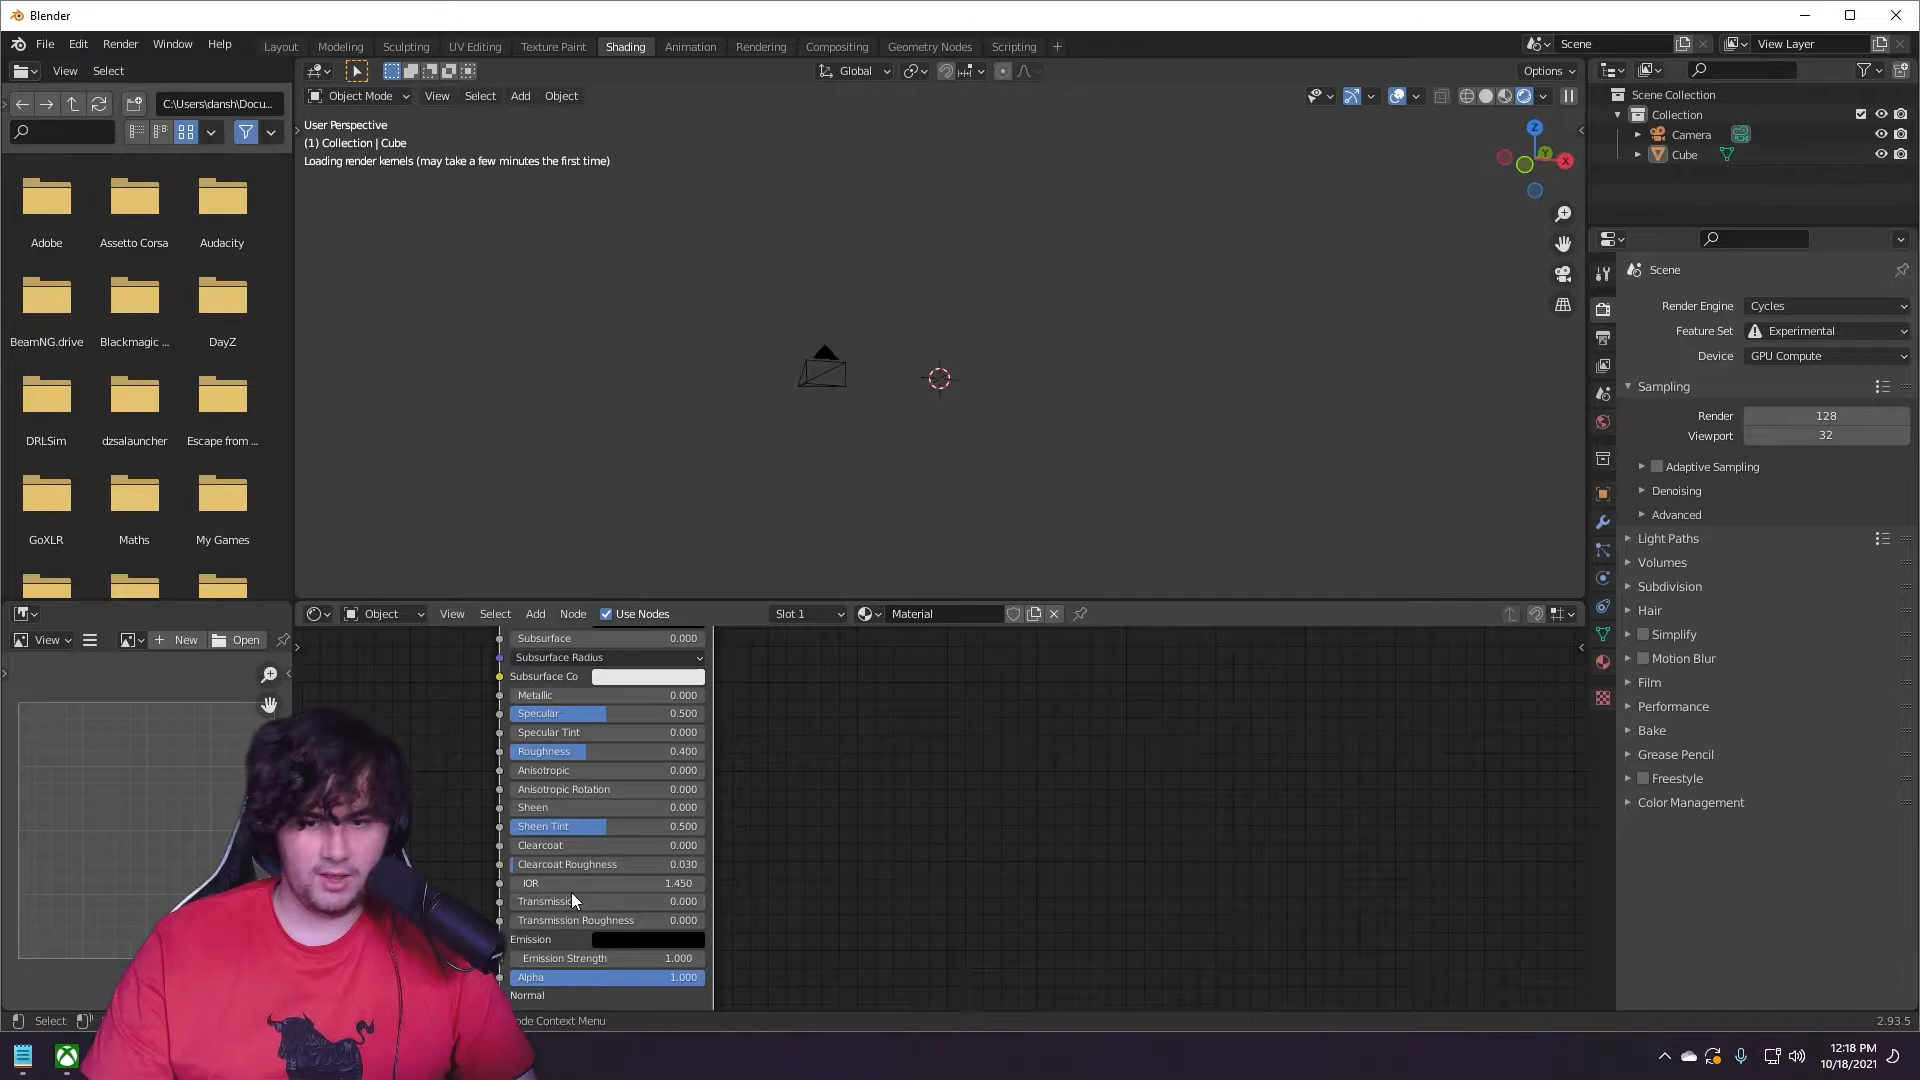 Blender
File Edit Render Window Help
Layout Modeling Sculpting UV Editing Texture Paint Shading Animation Rendering Compositing Geometry Nodes Scripting +
Scene
View Layer
View Select
Global
Options
C:\Users\dansh\Docu...
Object Mode View Select Add Object
User Perspective
(1) Collection | Cube
Loading render kernels (may take a few minutes the first time)
Z
Y
X
Scene Collection
Collection
Camera
Cube
Adobe Assetto Corsa Audacity
BeamNG.drive Blackmagic ... DayZ
DRLSim dzsalauncher Escape from ...
GoXLR Maths My Games
Scene
Render Engine Cycles
Feature Set Experimental
Device GPU Compute
Sampling
Render 128
Viewport 32
Adaptive Sampling
Denoising
Advanced
Light Paths
Volumes
Subdivision
Hair
Simplify
Motion Blur
Film
Performance
Bake
Grease Pencil
Freestyle
Color Management
View + New Open
Object View Select Add Node Use Nodes Slot 1 Material
Subsurface 0.000
Subsurface Radius
Subsurface Co
Metallic 0.000
Specular 0.500
Specular Tint 0.000
Roughness 0.400
Anisotropic 0.000
Anisotropic Rotation 0.000
Sheen 0.000
Sheen Tint 0.500
Clearcoat 0.000
Clearcoat Roughness 0.030
IOR 1.450
Transmissi 0.000
Transmission Roughness 0.000
Emission
Emission Strength 1.000
Alpha 1.000
Normal
Select
ode Context Menu
2.93.5
12:18 PM
10/18/2021